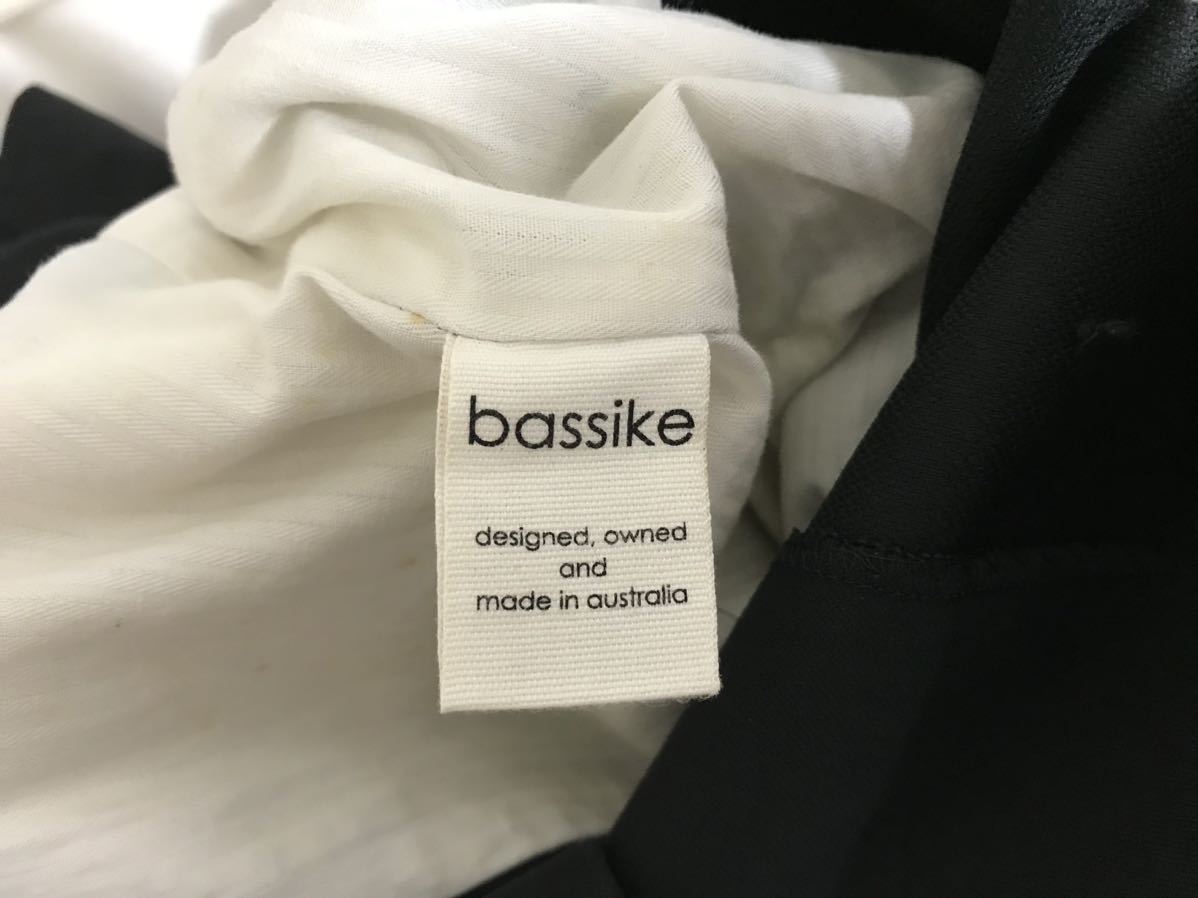 bassike
designed, owned
and
made in australia